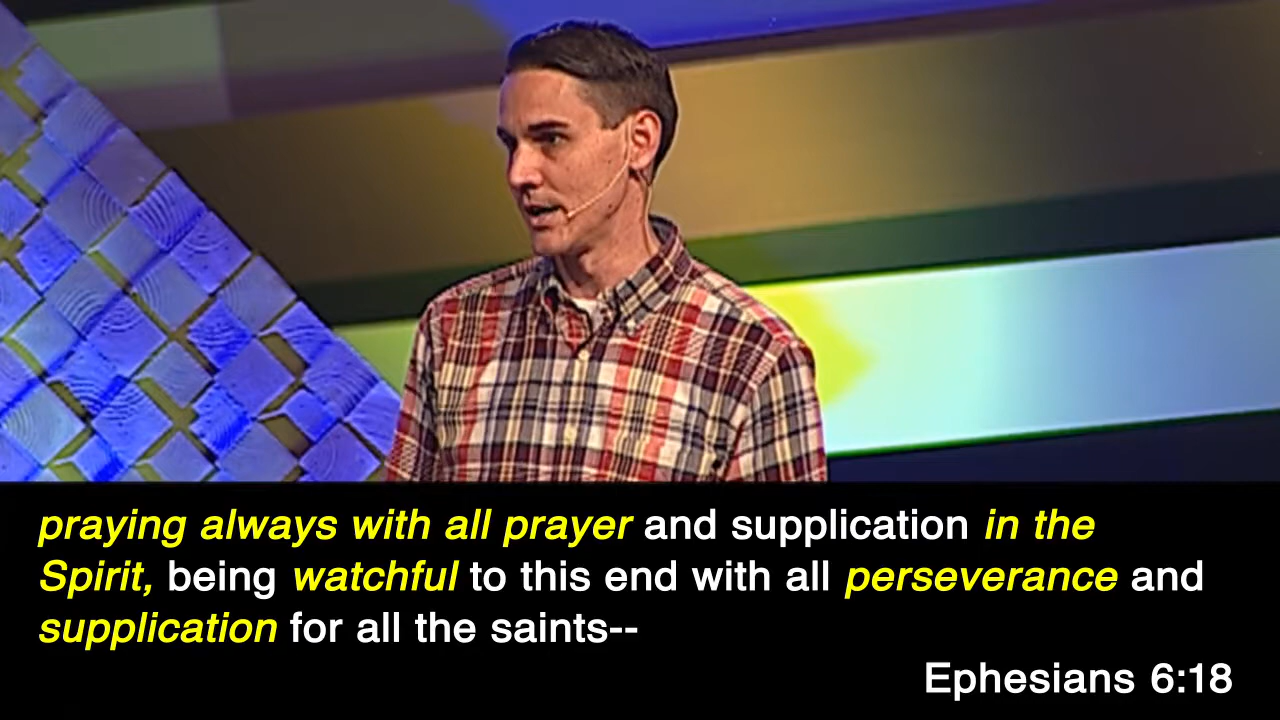 praying always with all prayer and supplication in the
Spirit, being watchful to this end with all perseverance and
supplication for all the saints--
Ephesians 6:18